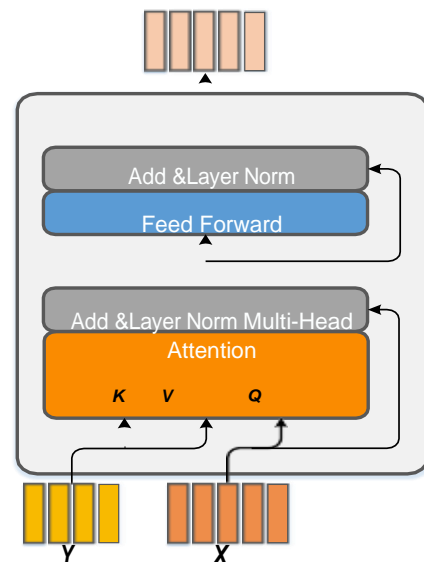 Add &Layer Norm
Feed Forward
Add &Layer Norm Multi-Head
Attention
K V Q
Y X